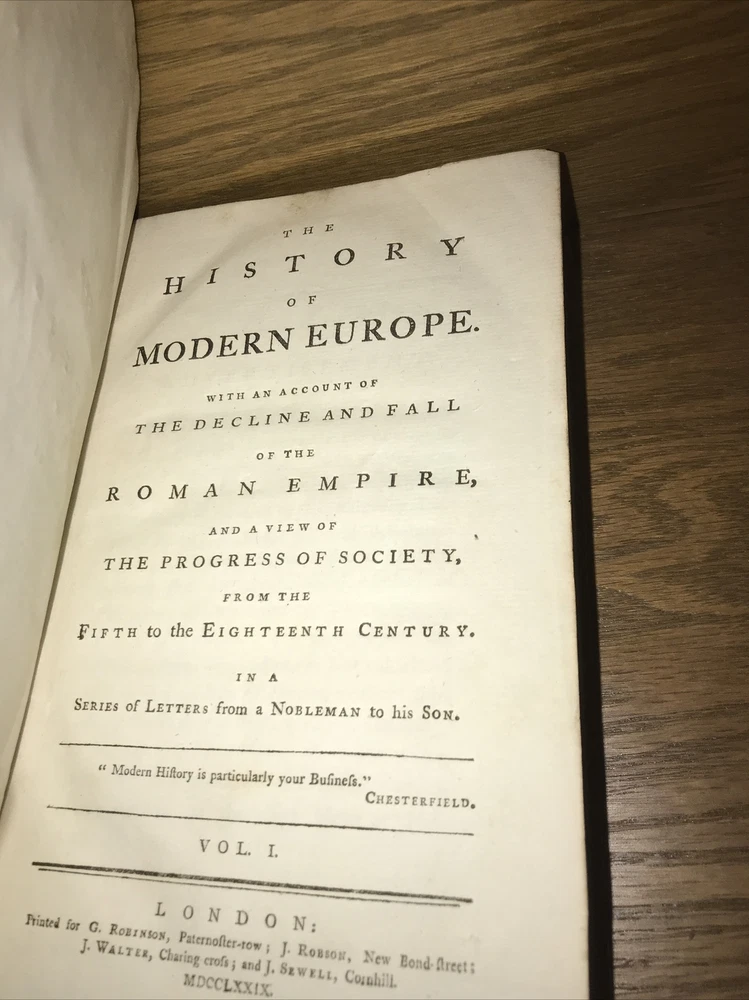 THE
HISTORY
OF
MODERN EUROPE.
WITH AN ACCOUNT OF
THE DECLINE AND FALL
OF THE
ROMAN EMPIRE,
AND A VIEW OF
THE PROGRESS OF SOCIETY,
FROM THE
FIFTH to the EIGHTEENTH CENTURY.
IN A
SERIES of LETTERS from a NOBLEMAN to his SON.
“ Modern Hiſtory is particularly your Buſineſs.”
CHESTERFIELD.
VOL. I.
LONDON:
Printed for G. ROBINSON, Paternoſter-row; J. ROBSON, New Bond-ſtreet;
J. WALTER, Charing croſs; and J. SEWELL, Cornhill.
MDCCLXXIX.